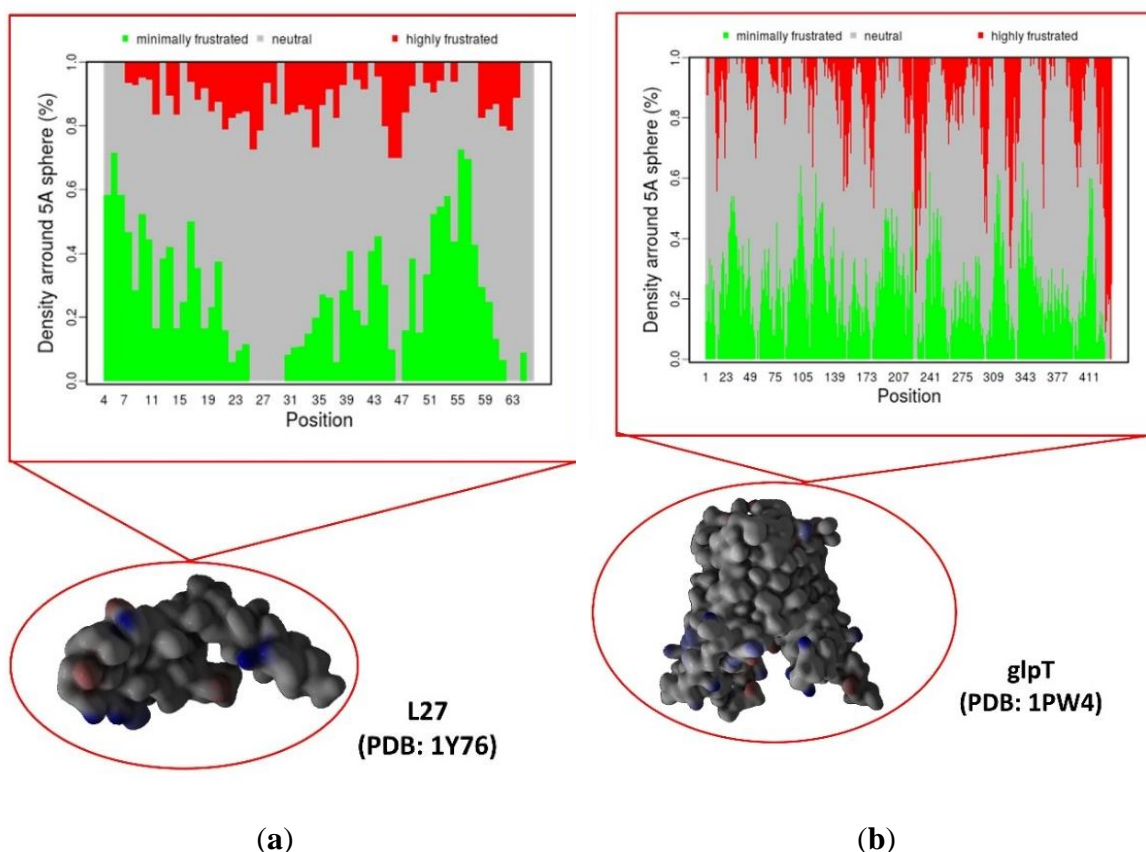 minimally frustrated neutral highly frustrated
Density arround 5A sphere (%)
1.0
0.8
0.6
0.4
0.2
0.0
4 7 11 15 19 23 27 31 35 39 43 47 51 55 59 63
Position
L27
(PDB: 1Y76)
(a)
minimally frustrated neutral highly frustrated
Density arround 5A sphere (%)
1.0
0.8
0.6
0.4
0.2
0.0
1 23 49 75 105 139 173 207 241 275 309 343 377 411
Position
glpT
(PDB: 1PW4)
(b)